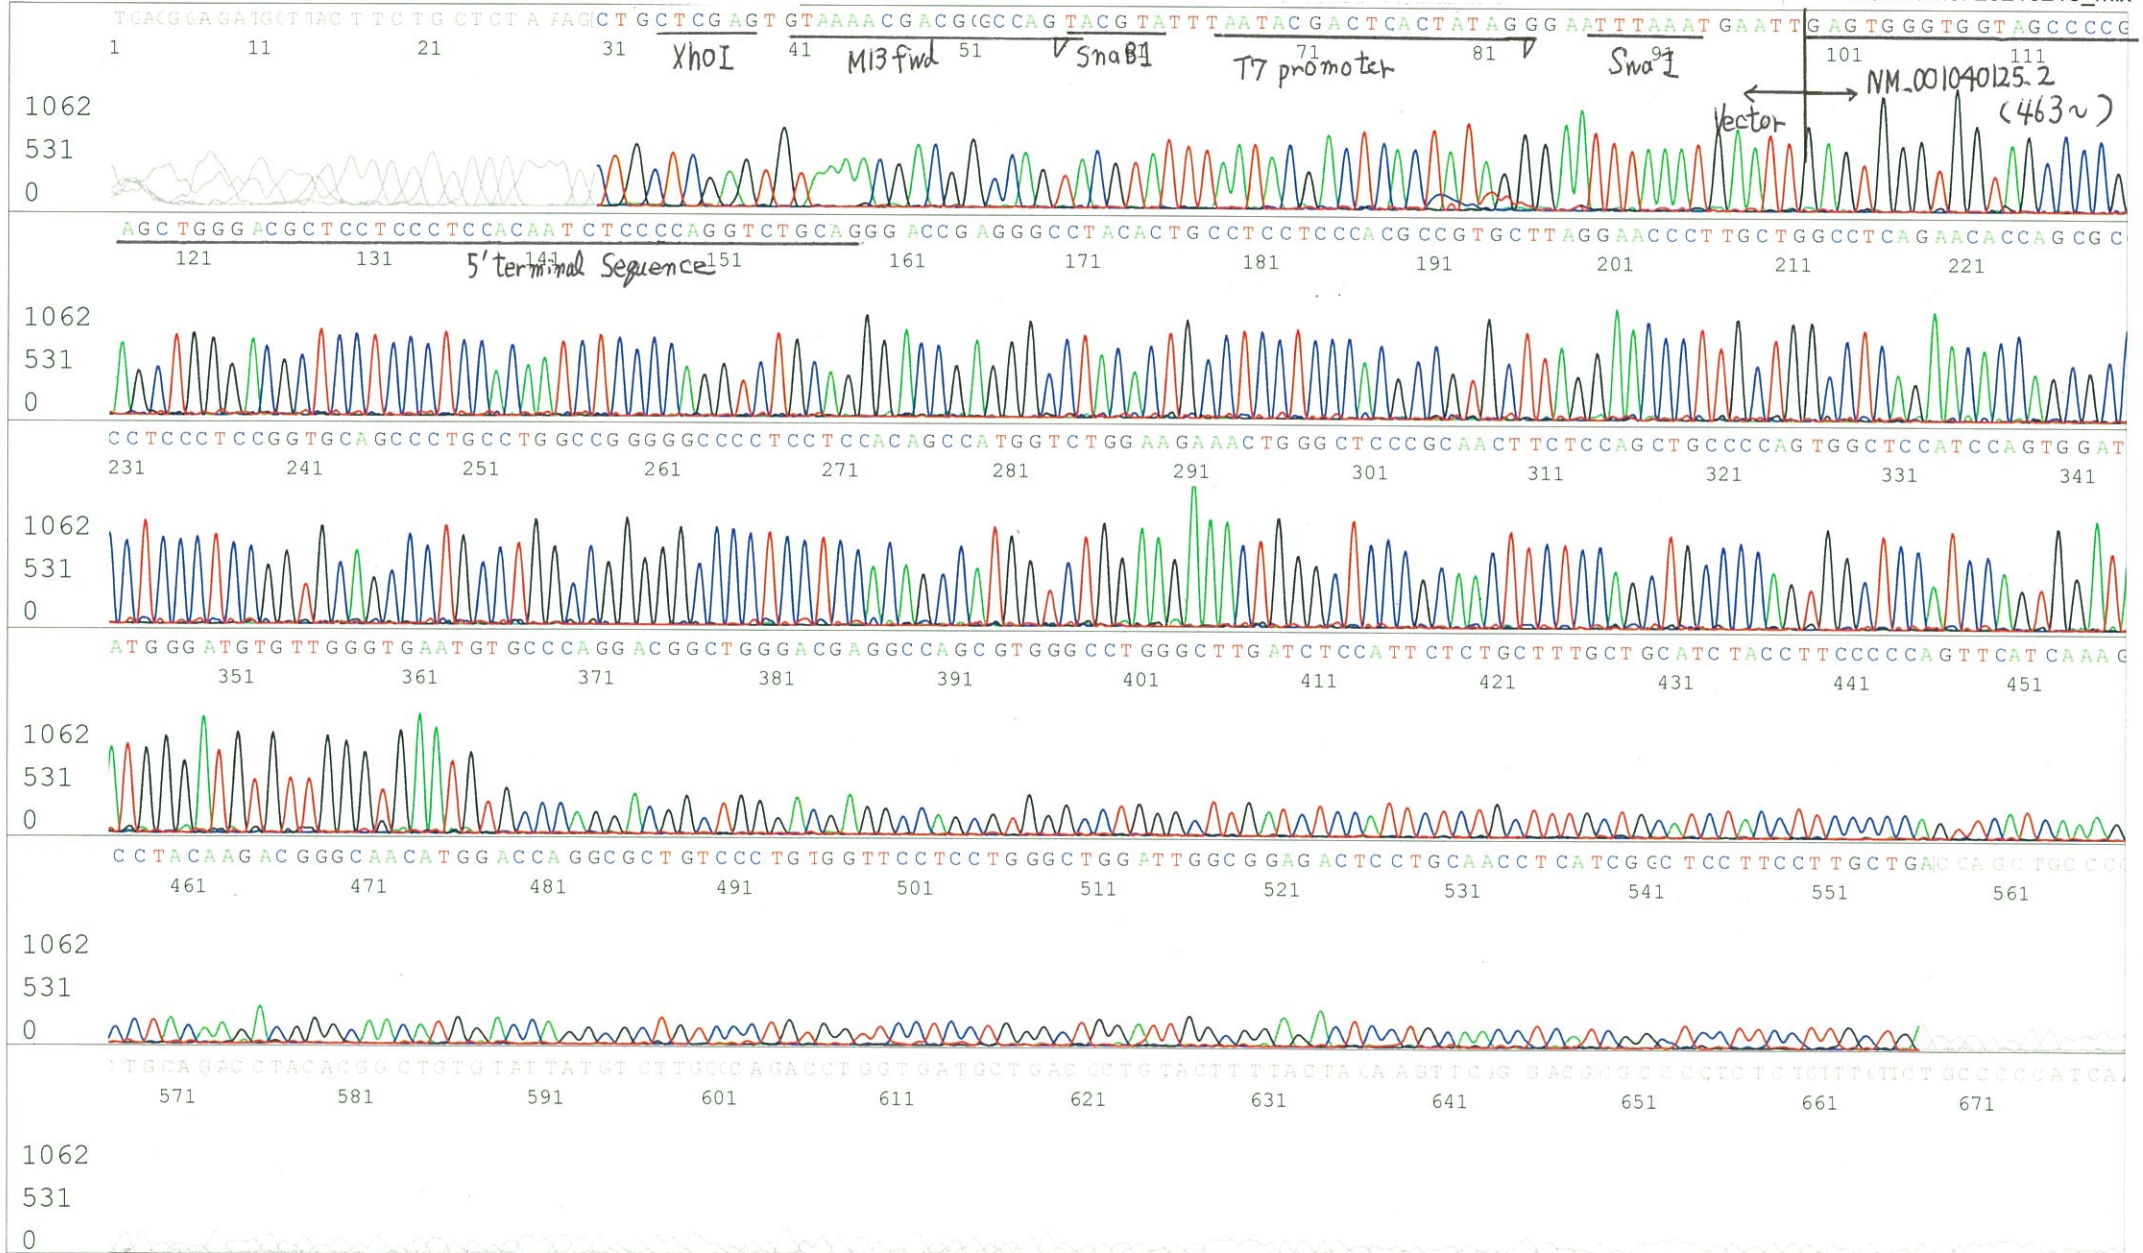 CTGCTCGAGTGTAAAACGACGGCCAGTACGTATTTAATACGACTCACTATAGGGAATTTAAATGAATTGAGTGGGTGGTAGCCCCG
1 11 21 31 41 51 71 81 101 111
XhoI M13 fwd SnaBI T7 promoter SwaI
NM_001040125.2
Vector (463~)
1062
531
0
AGCTGGGACGCTCCTCCCTCCACAATCTCCCCAGGTCTGCAGGGACCGAGGGCCTACACTGCCTCCTCCCACGCCGTGCTTAGGAACCCTTGCTGGCCTCAGAACACCAGCGC
121 131 141 151 161 171 181 191 201 211 221
5' terminal Sequence
1062
531
0
CCTCCCTCCGGTGCAGCCCTGCCTGGCCGGGGGCCCCTCCTCCACAGCCATGGTCTGGAAGAAACTGGGCTCCCGCAACTTCTCCAGCTGCCCCAGTGGCTCCATCCAGTGGAT
231 241 251 261 271 281 291 301 311 321 331 341
1062
531
0
ATGGGATGTGTTGGGTGAATGTGCCCAGGACGGCTGGGACGAGGCCAGCGTGGGCCTGGGCTTGATCTCCATTCTCTGCTTTGCTGCATCTACCTTCCCCCAGTTCATCAAAG
351 361 371 381 391 401 411 421 431 441 451
1062
531
0
CCTACAAGACGGGCAACATGGACCAGGCGCTGTCCCTGTGGTTCCTCCTGGGCTGGATTGGCGGAGACTCCTGCAACCTCATCGGCTCCTTCCTTGCTGACCAGCTGCCC
461 471 481 491 501 511 521 531 541 551 561
1062
531
0
571 581 591 601 611 621 631 641 651 661 671
1062
531
0